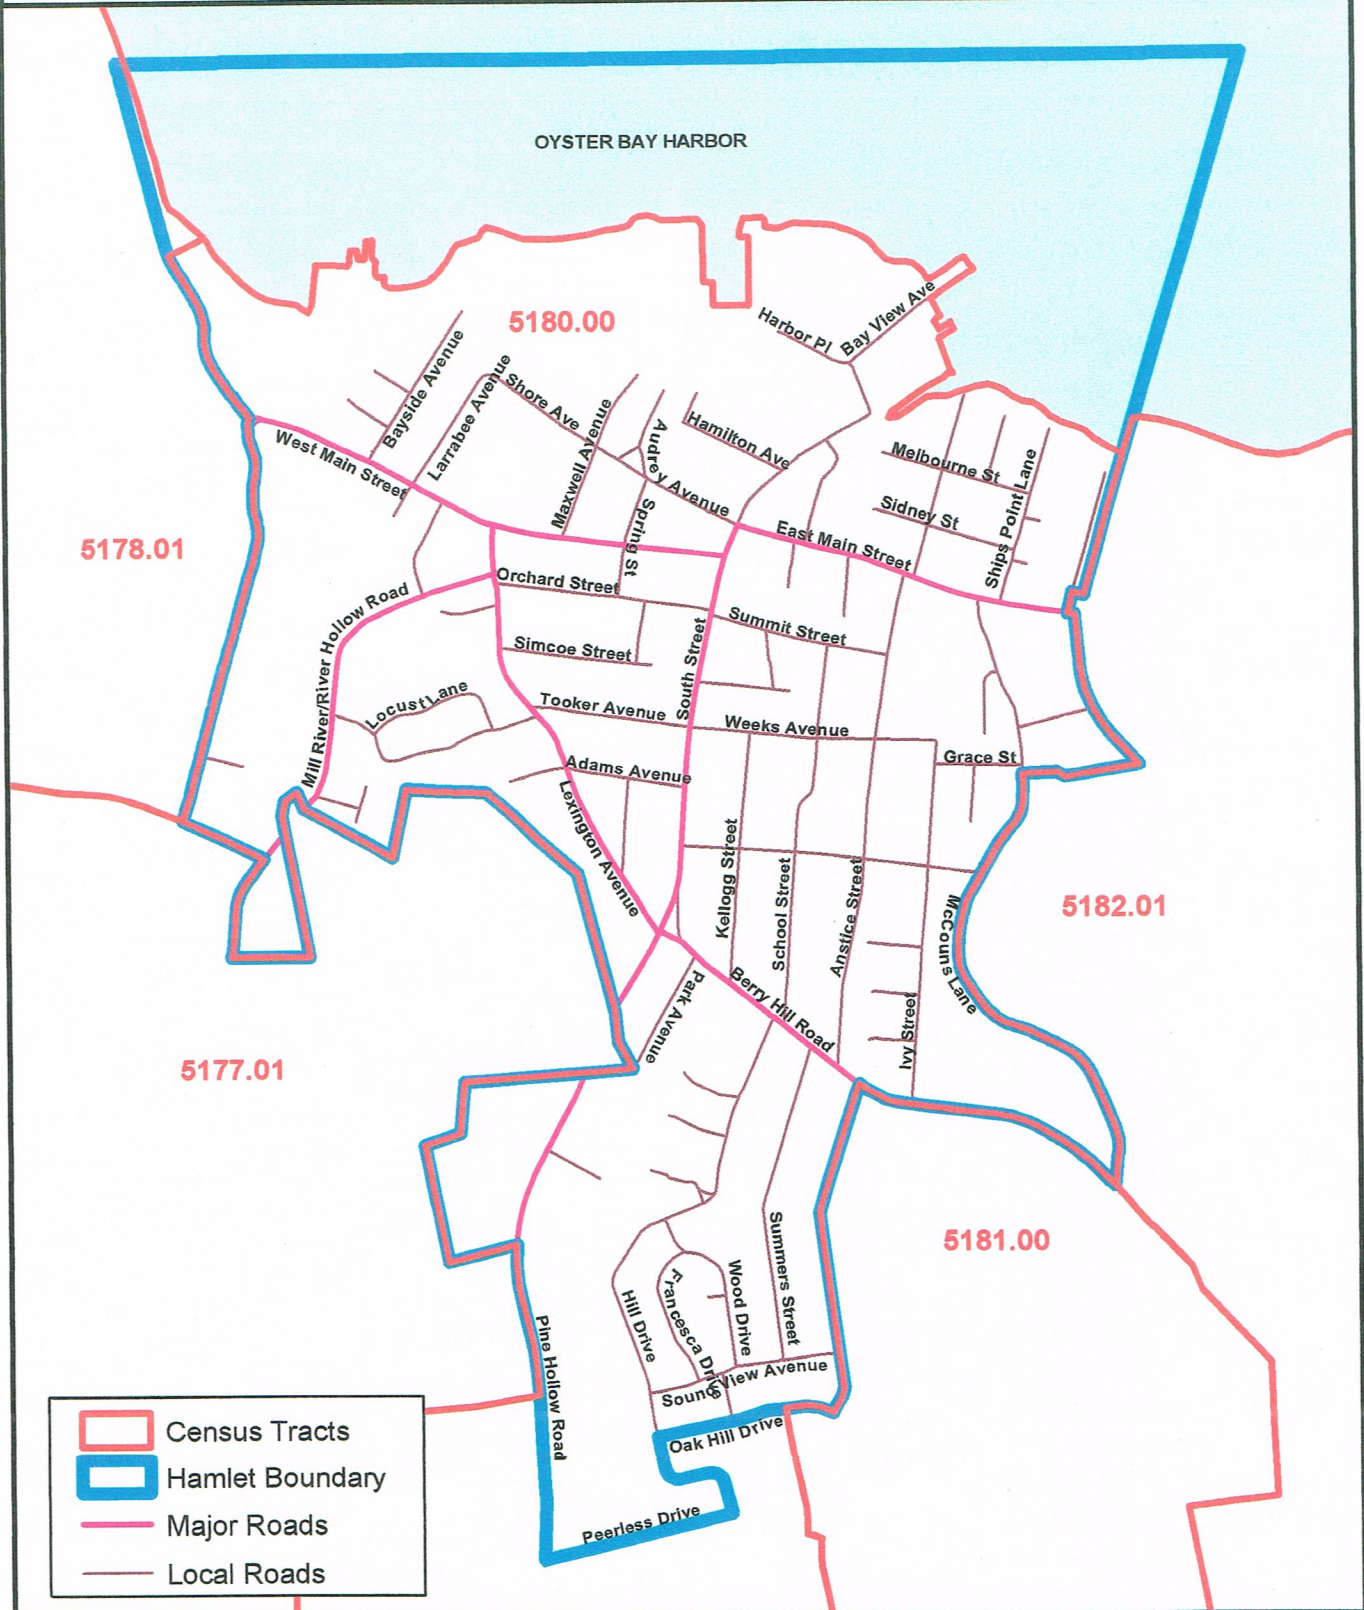 OYSTER BAY HARBOR
5180.00
Harbor Pl
Bay View Ave
Bayside Avenue
Larrabee Avenue
Shore Ave
Maxwell Avenue
Audrey Avenue
Hamilton Ave
West Main Street
Spring St
East Main Street
Melbourne St
Sidney St
Ships Point Lane
5178.01
Mill River/River Hollow Road
Orchard Street
Summit Street
Simcoe Street
South Street
Locust Lane
Tooker Avenue
Weeks Avenue
Grace St
Adams Avenue
Lexington Avenue
Kellogg Street
School Street
Anstice Street
McCouns Lane
5182.01
Park Avenue
Berry Hill Road
Ivy Street
5177.01
5181.00
Summers Street
Wood Drive
Francesca Drive
Hill Drive
Sound View Avenue
Pine Hollow Road
Oak Hill Drive
Peerless Drive
Census Tracts
Hamlet Boundary
Major Roads
Local Roads